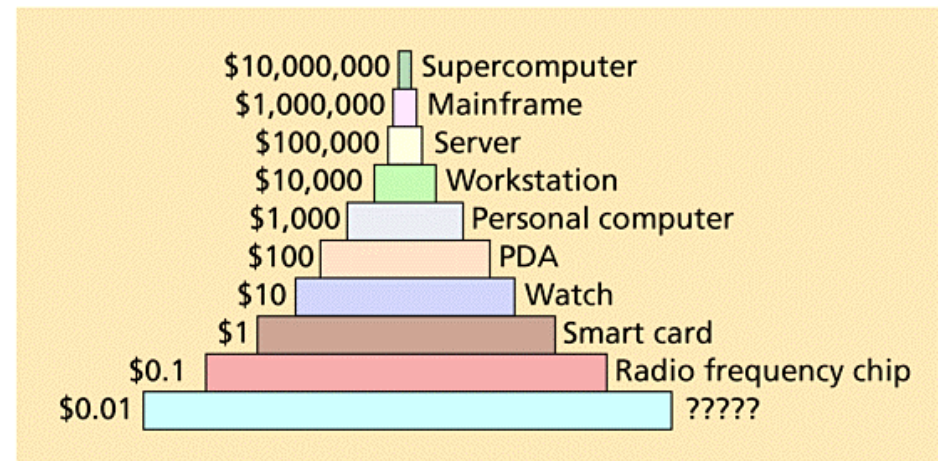 $10,000,000 Supercomputer
$1,000,000 Mainframe
$100,000 Server
$10,000 Workstation
$1,000 Personal computer
$100 PDA
$10 Watch
$1 Smart card
$0.1 Radio frequency chip
$0.01 ?????